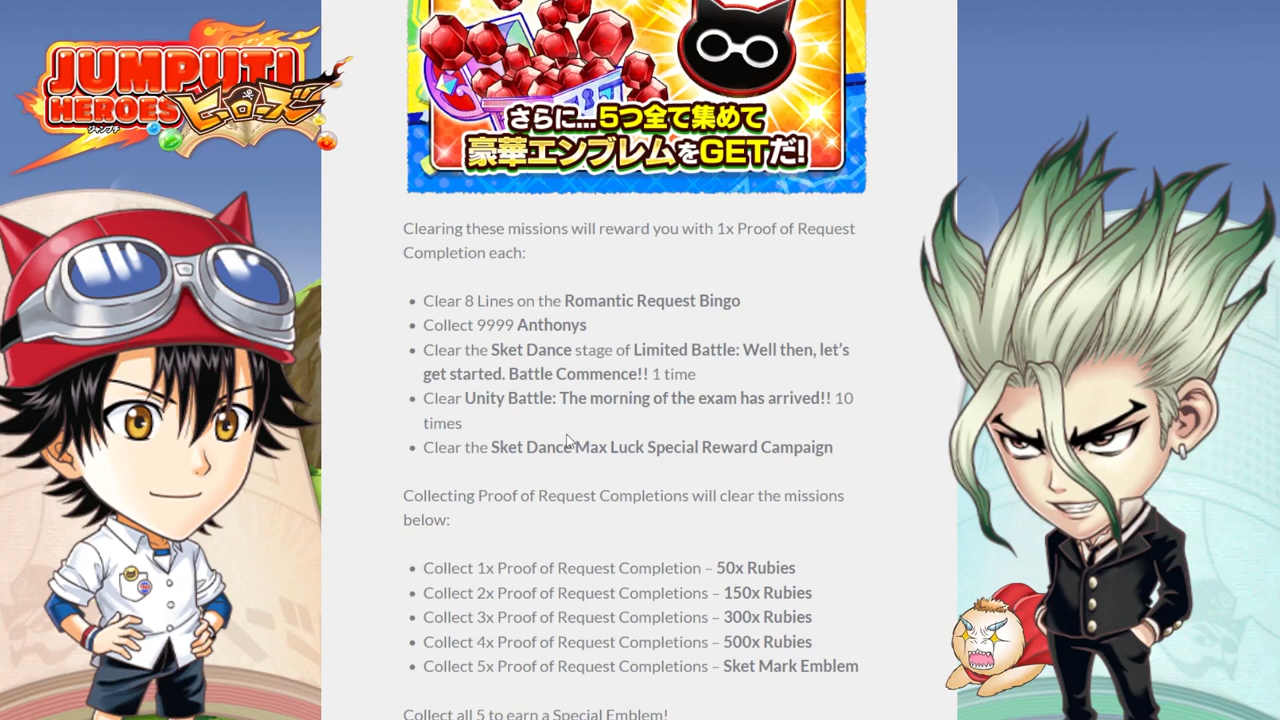 JUMPUTI
HEROES ヒーローズ
ジャンプチ
さらに...5つ全て集めて
豪華エンブレムをGETだ!
Clearing these missions will reward you with 1x Proof of Request
Completion each:
• Clear 8 Lines on the Romantic Request Bingo
• Collect 9999 Anthonys
• Clear the Sket Dance stage of Limited Battle: Well then, let's
get started. Battle Commence!! 1 time
• Clear Unity Battle: The morning of the exam has arrived!! 10
times
• Clear the Sket Dance Max Luck Special Reward Campaign
Collecting Proof of Request Completions will clear the missions
below:
• Collect 1x Proof of Request Completion – 50x Rubies
• Collect 2x Proof of Request Completions – 150x Rubies
• Collect 3x Proof of Request Completions – 300x Rubies
• Collect 4x Proof of Request Completions – 500x Rubies
• Collect 5x Proof of Request Completions – Sket Mark Emblem
Collect all 5 to earn a Special Emblem!